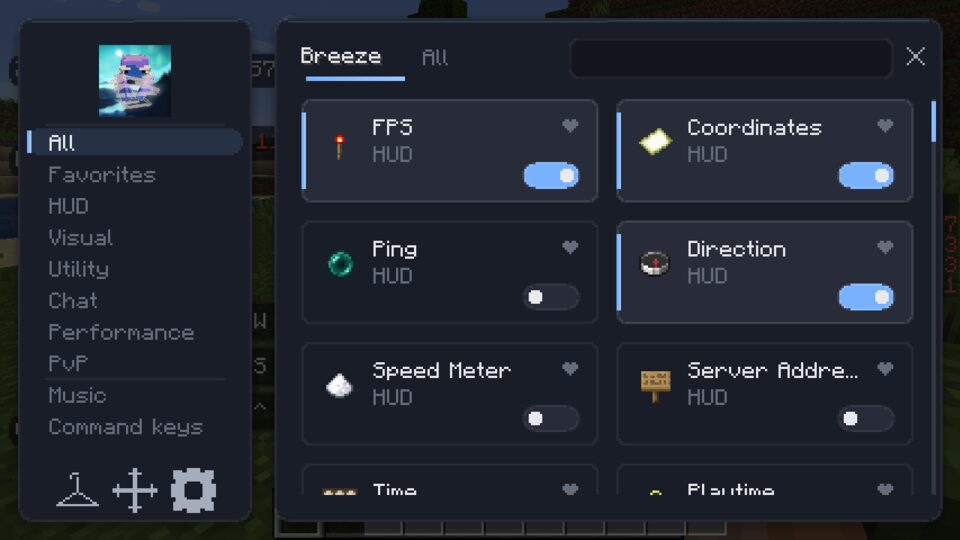 All
Favorites
HUD
Visual
Utility
Chat
Performance
PvP
Music
Command keys
Breeze
All
FPS
HUD
Coordinates
HUD
Ping
HUD
Direction
HUD
Speed Meter
HUD
Server Addre...
HUD
Time
Playtime
57
W
S